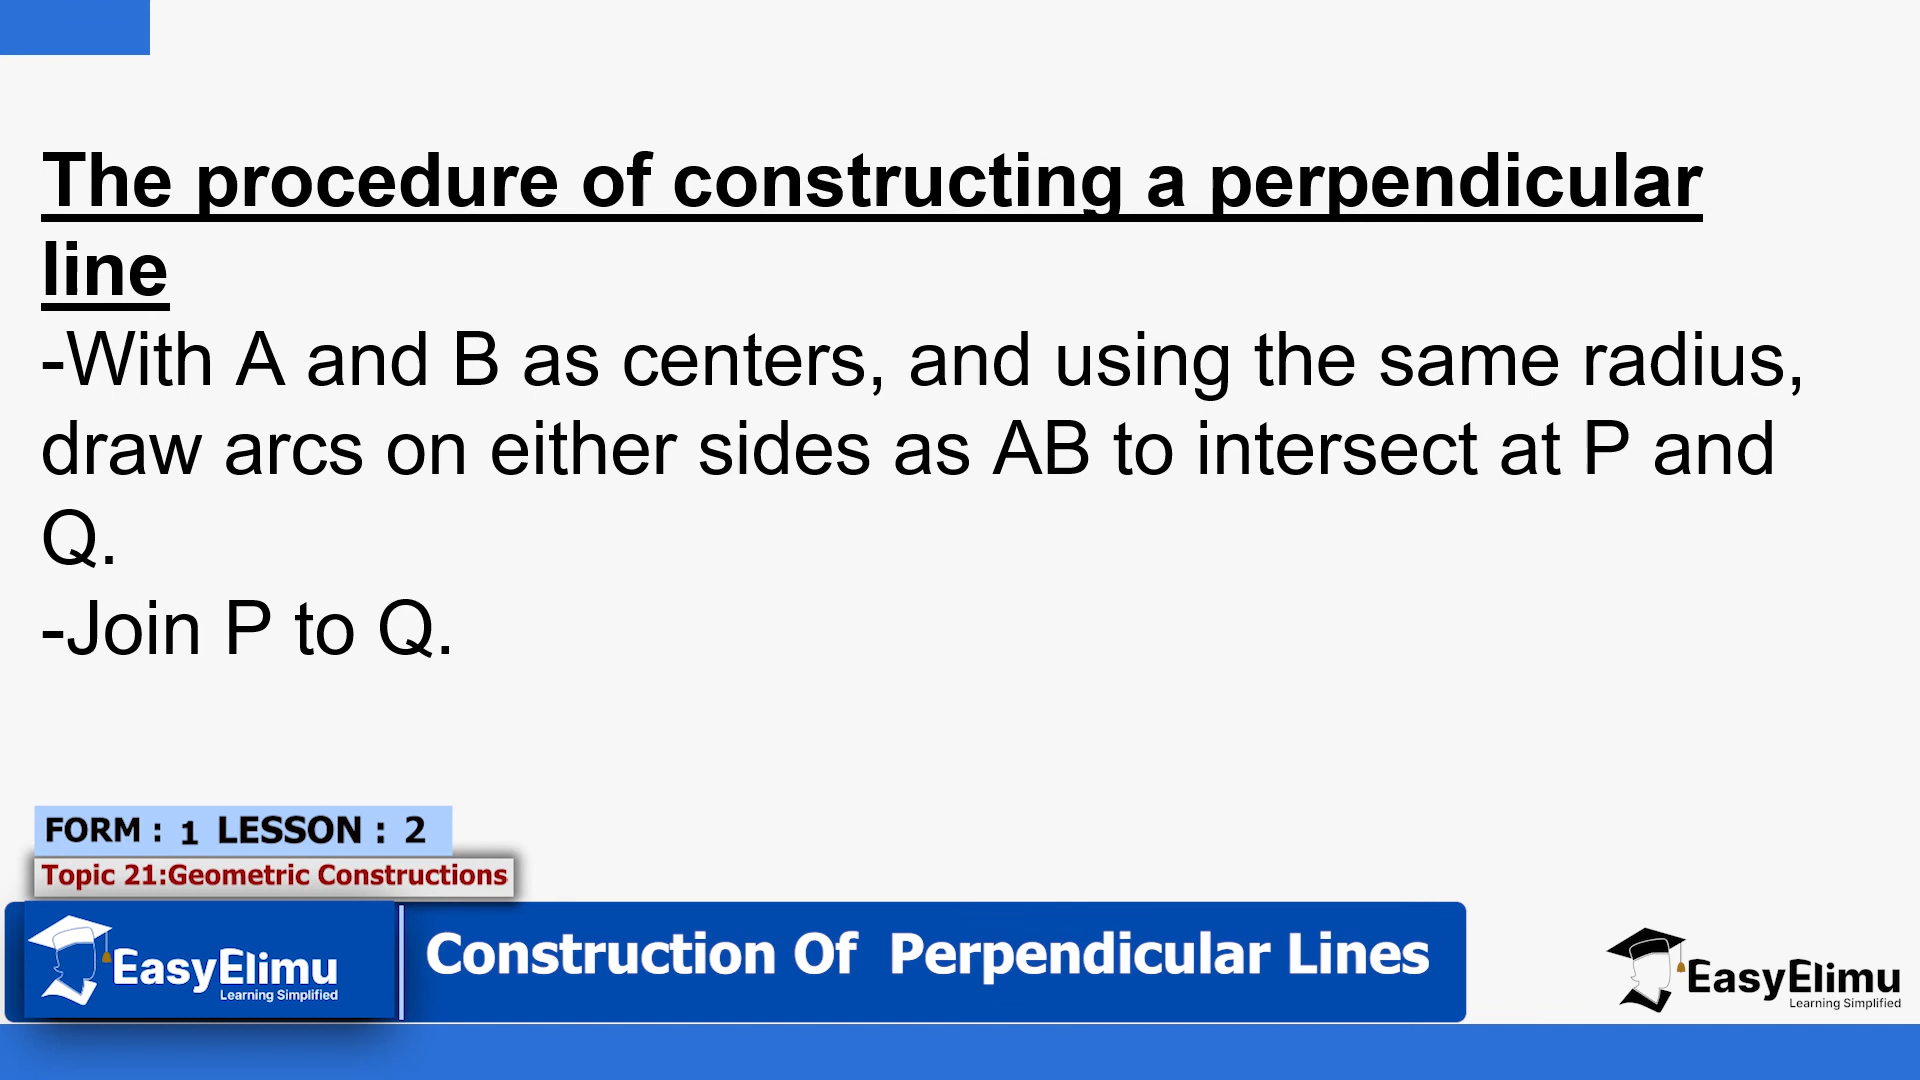 The procedure of constructing a perpendicular
line
-With A and B as centers, and using the same radius,
draw arcs on either sides as AB to intersect at P and
Q.
-Join P to Q.
FORM : 1 LESSON : 2
Topic 21:Geometric Constructions
EasyElimu
Learning Simplified
Construction Of Perpendicular Lines
EasyElimu
Learning Simplified